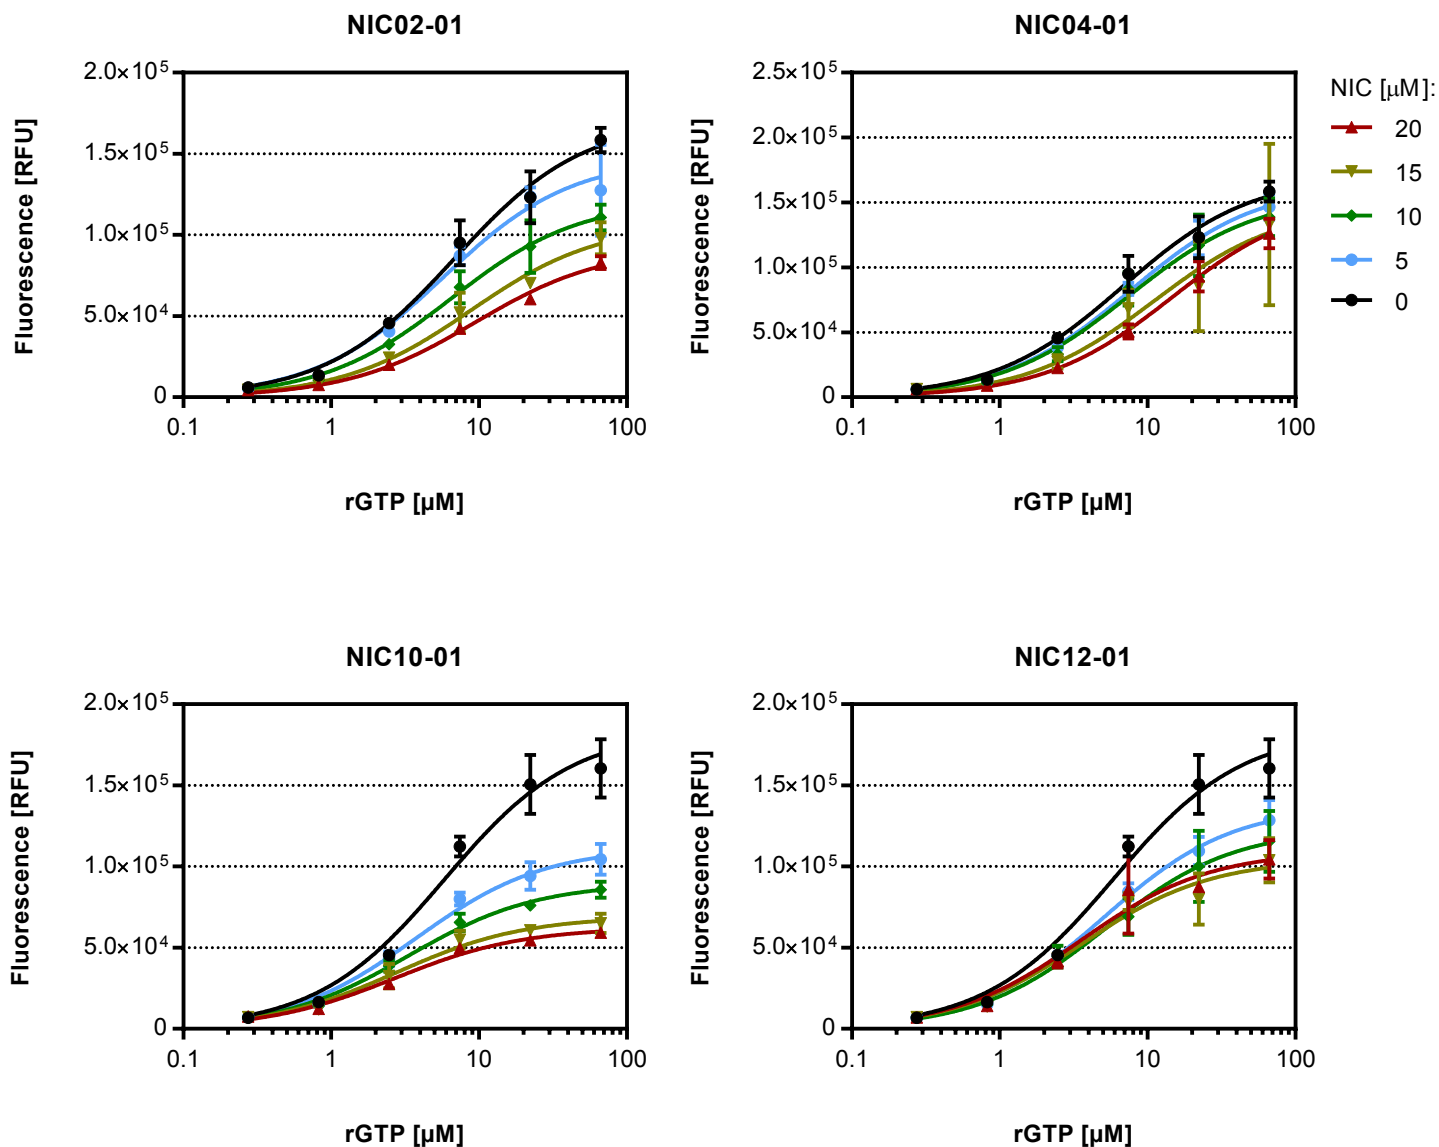 NIC02-01
2.0×10⁵
1.5×10⁵
1.0×10⁵
5.0×10⁴
0
0.1 1 10 100
Fluorescence [RFU]
rGTP [µM]
NIC04-01
2.5×10⁵
2.0×10⁵
1.5×10⁵
1.0×10⁵
5.0×10⁴
0
0.1 1 10 100
Fluorescence [RFU]
rGTP [µM]
NIC [µM]:
20
15
10
5
0
NIC10-01
2.0×10⁵
1.5×10⁵
1.0×10⁵
5.0×10⁴
0
0.1 1 10 100
Fluorescence [RFU]
rGTP [µM]
NIC12-01
2.0×10⁵
1.5×10⁵
1.0×10⁵
5.0×10⁴
0
0.1 1 10 100
Fluorescence [RFU]
rGTP [µM]